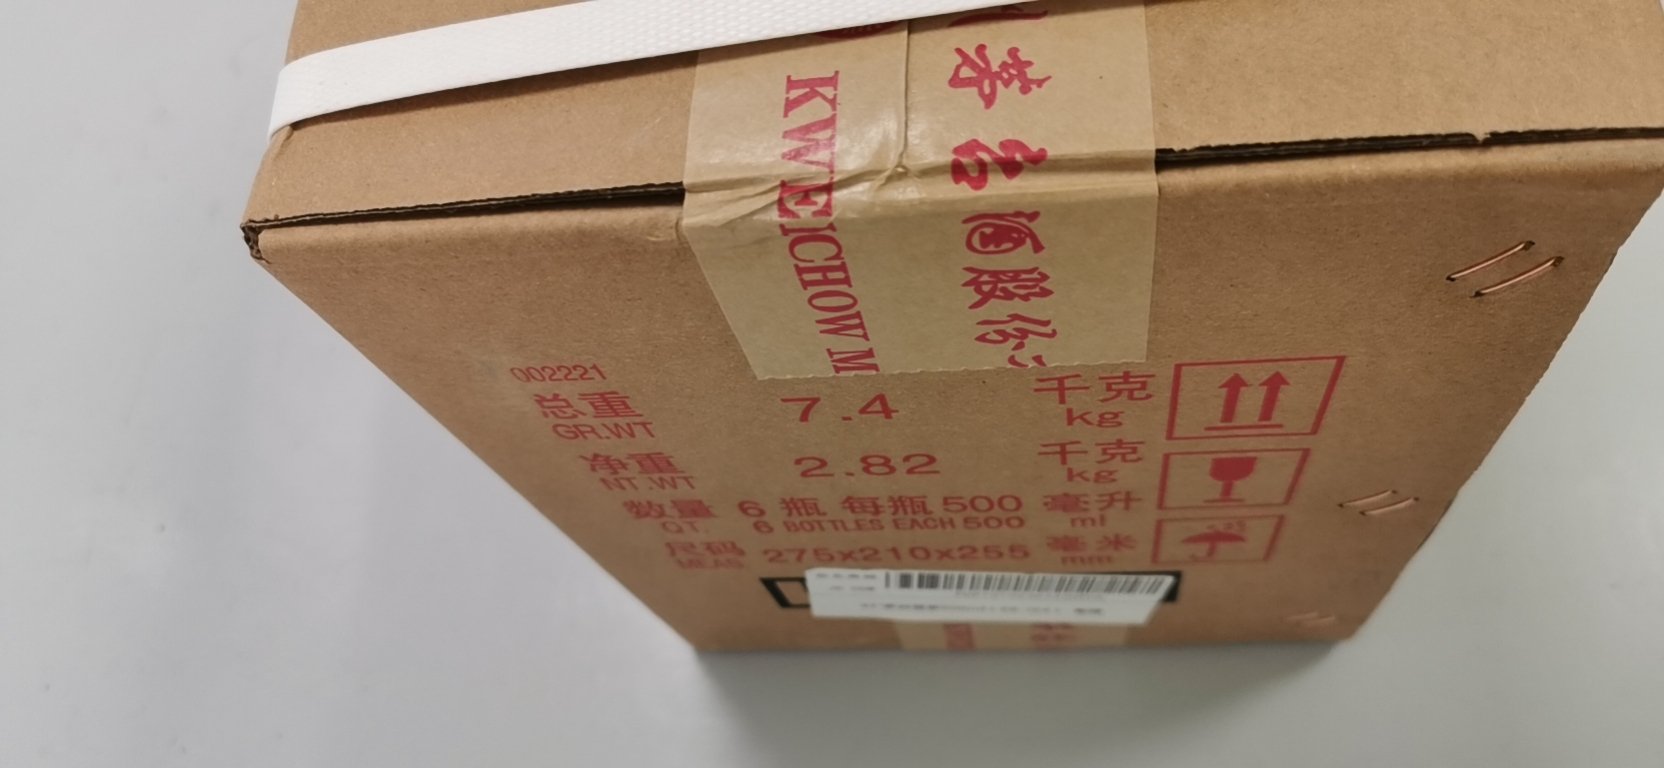 茅台酒股份
KWEICHOW M
002221
总重 7.4 千克
GR.WT kg
净重 2.82 千克
NT.WT kg
数量 6 瓶 每瓶 500 毫升
QT. 6 BOTTLES EACH 500 ml
尺码 275x210x255 毫米
MEAS mm